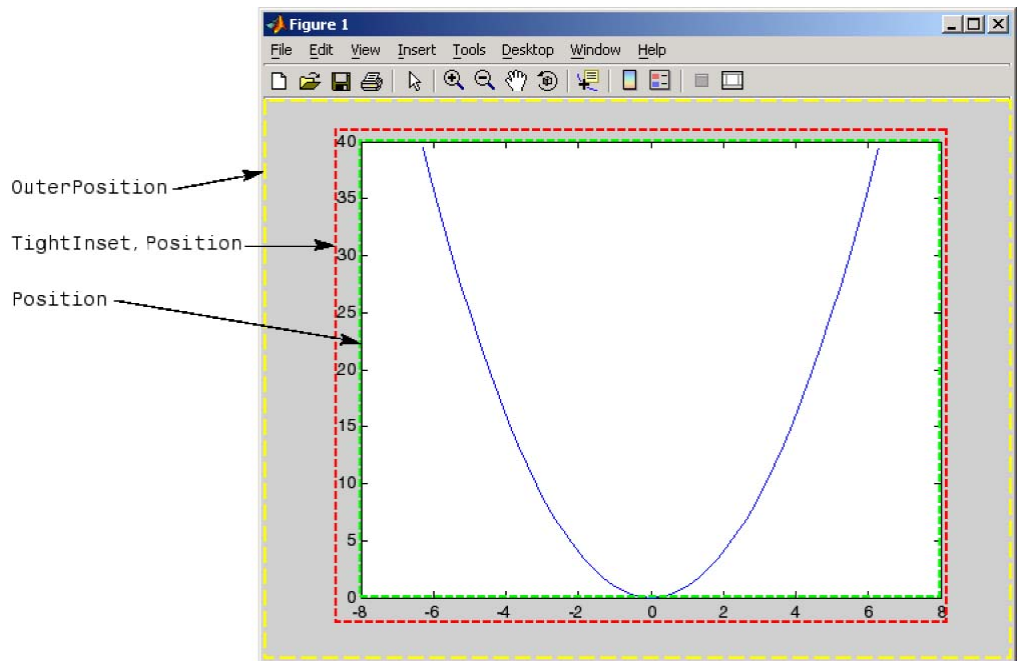 Figure 1
File Edit View Insert Tools Desktop Window Help
OuterPosition
TightInset, Position
Position
40
35
30
25
20
15
10
5
0
-8 -6 -4 -2 0 2 4 6 8